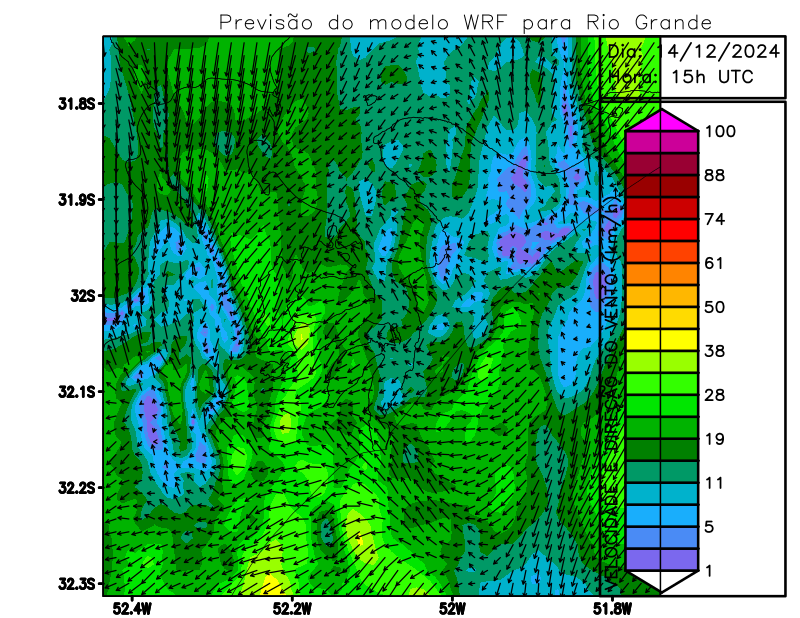 Previsão do modelo WRF para Rio Grande
Dia: 14/12/2024
Hora: 15h UTC
31.8S
31.9S
32S
32.1S
32.2S
32.3S
52.4W
52.2W
52W
51.8W
VELOCIDADE E DIREÇÃO DO VENTO (km/h)
100
88
74
61
50
38
28
19
11
5
1